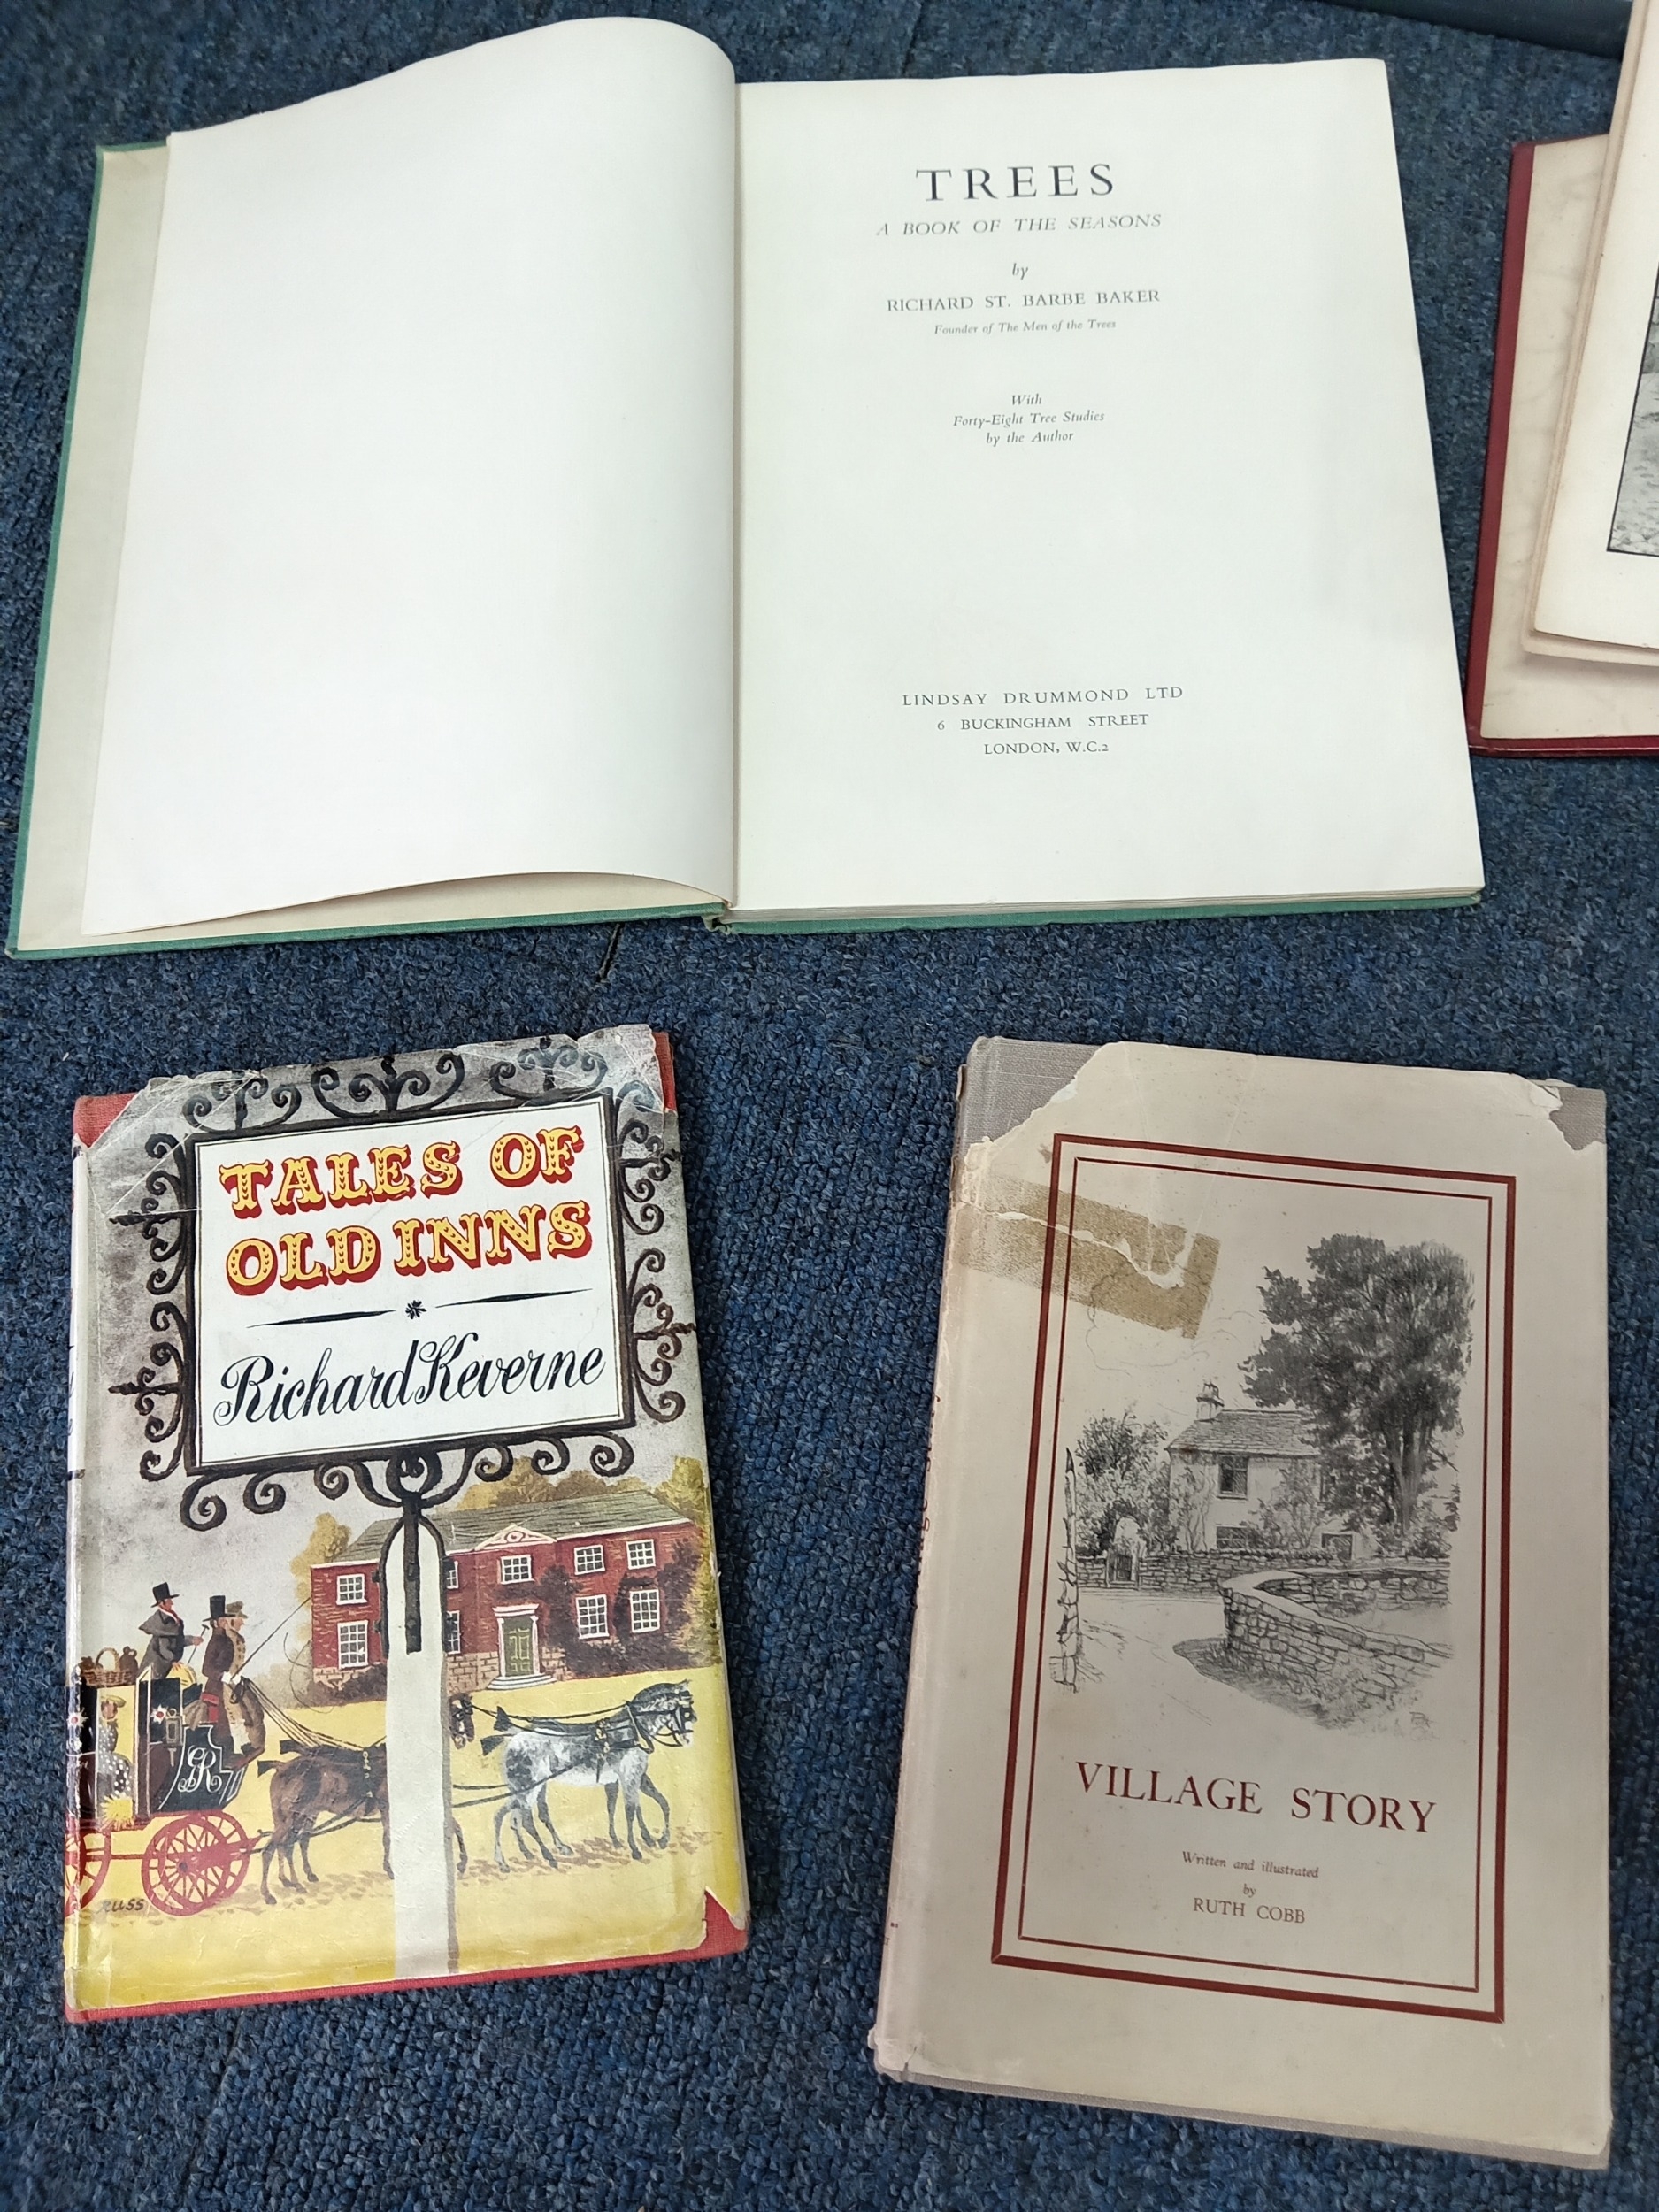 TREES
A BOOK OF THE SEASONS
by
RICHARD ST. BARBE BAKER
Founder of The Men of the Trees
With
Forty-Eight Tree Studies
by the Author
LINDSAY DRUMMOND LTD
6 BUCKINGHAM STREET
LONDON, W.C.2
TALES OF
OLD INNS
Richard Keverne
GR
RUSS
VILLAGE STORY
Written and illustrated
by
RUTH COBB